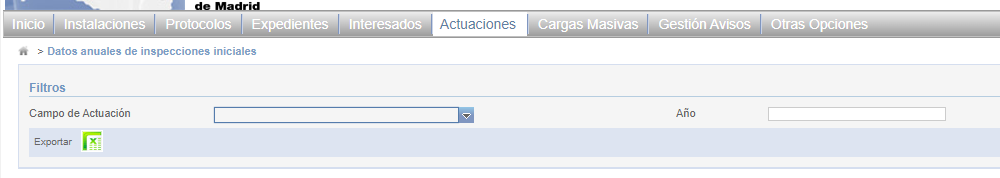 de Madrid
Inicio Instalaciones Protocolos Expedientes Interesados Actuaciones Cargas Masivas Gestión Avisos Otras Opciones
> Datos anuales de inspecciones iniciales
Filtros
Campo de Actuación Año
Exportar